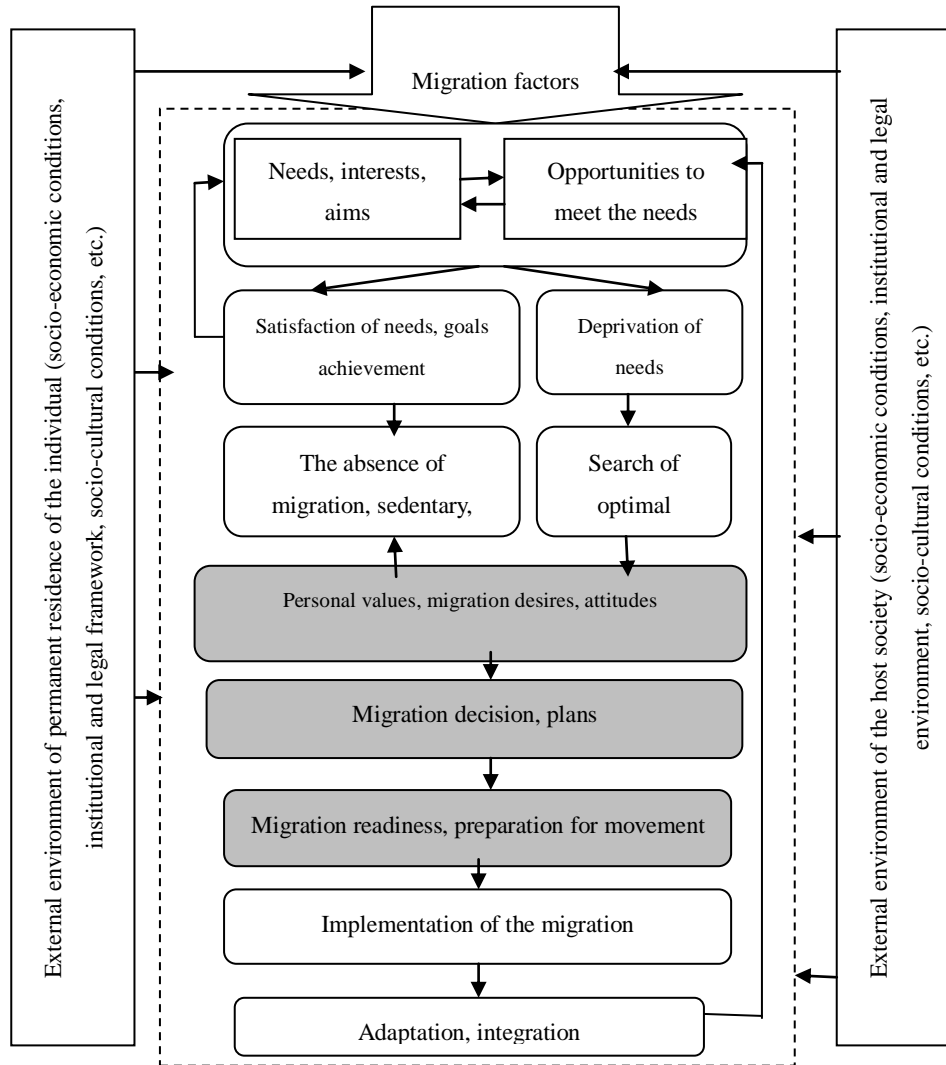 External environment of permanent residence of the individual (socio-economic conditions,
institutional and legal framework, socio-cultural conditions, etc.)
Migration factors
Needs, interests,
aims
Opportunities to
meet the needs
Satisfaction of needs, goals
achievement
Deprivation of
needs
The absence of
migration, sedentary,
Search of
optimal
Personal values, migration desires, attitudes
Migration decision, plans
Migration readiness, preparation for movement
Implementation of the migration
Adaptation, integration
External environment of the host society (socio-economic conditions, institutional and legal
environment, socio-cultural conditions, etc.)